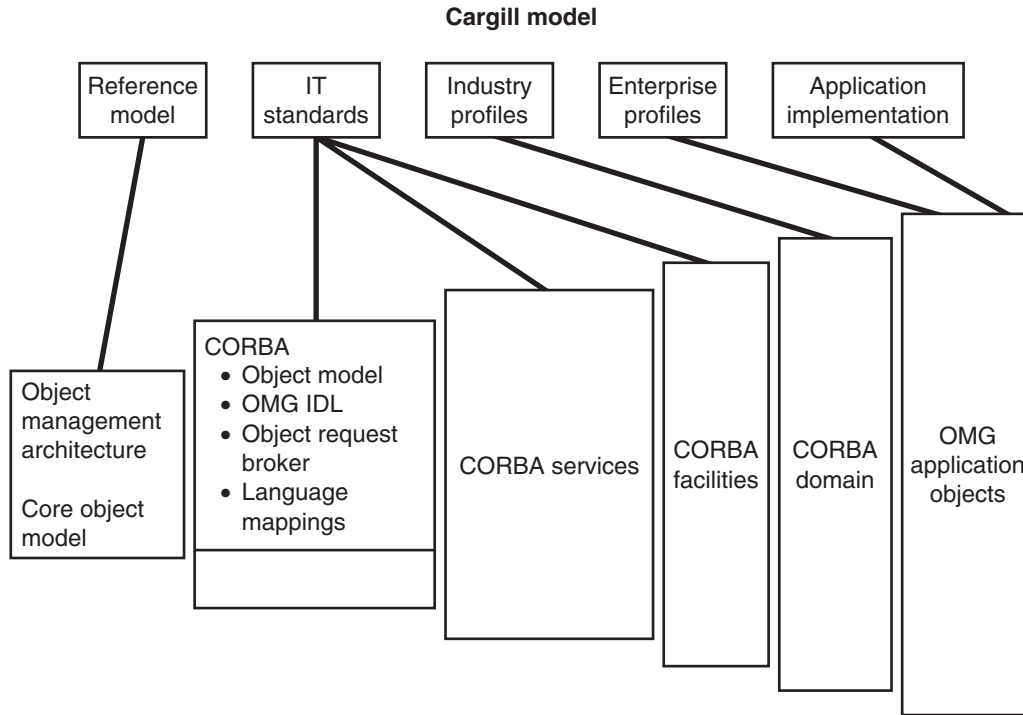 Cargill model
Reference
model
IT
standards
Industry
profiles
Enterprise
profiles
Application
implementation
Object
management
architecture
Core object
model
CORBA
• Object model
• OMG IDL
• Object request
broker
• Language
mappings
CORBA services
CORBA
facilities
CORBA
domain
OMG
application
objects